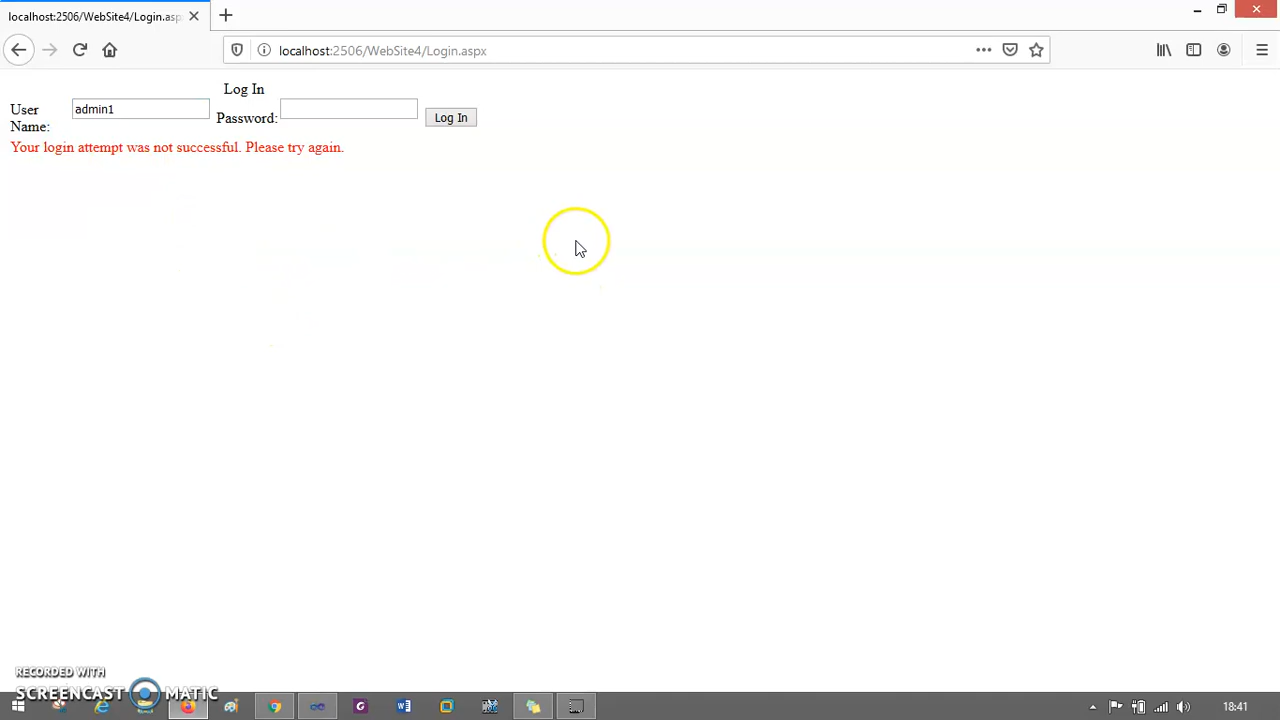 localhost:2506/WebSite4/Login.asp
localhost:2506/WebSite4/Login.aspx
Log In
User Name:
admin1
Password:
Log In
Your login attempt was not successful. Please try again.
RECORDED WITH
SCREENCAST MATIC
18:41